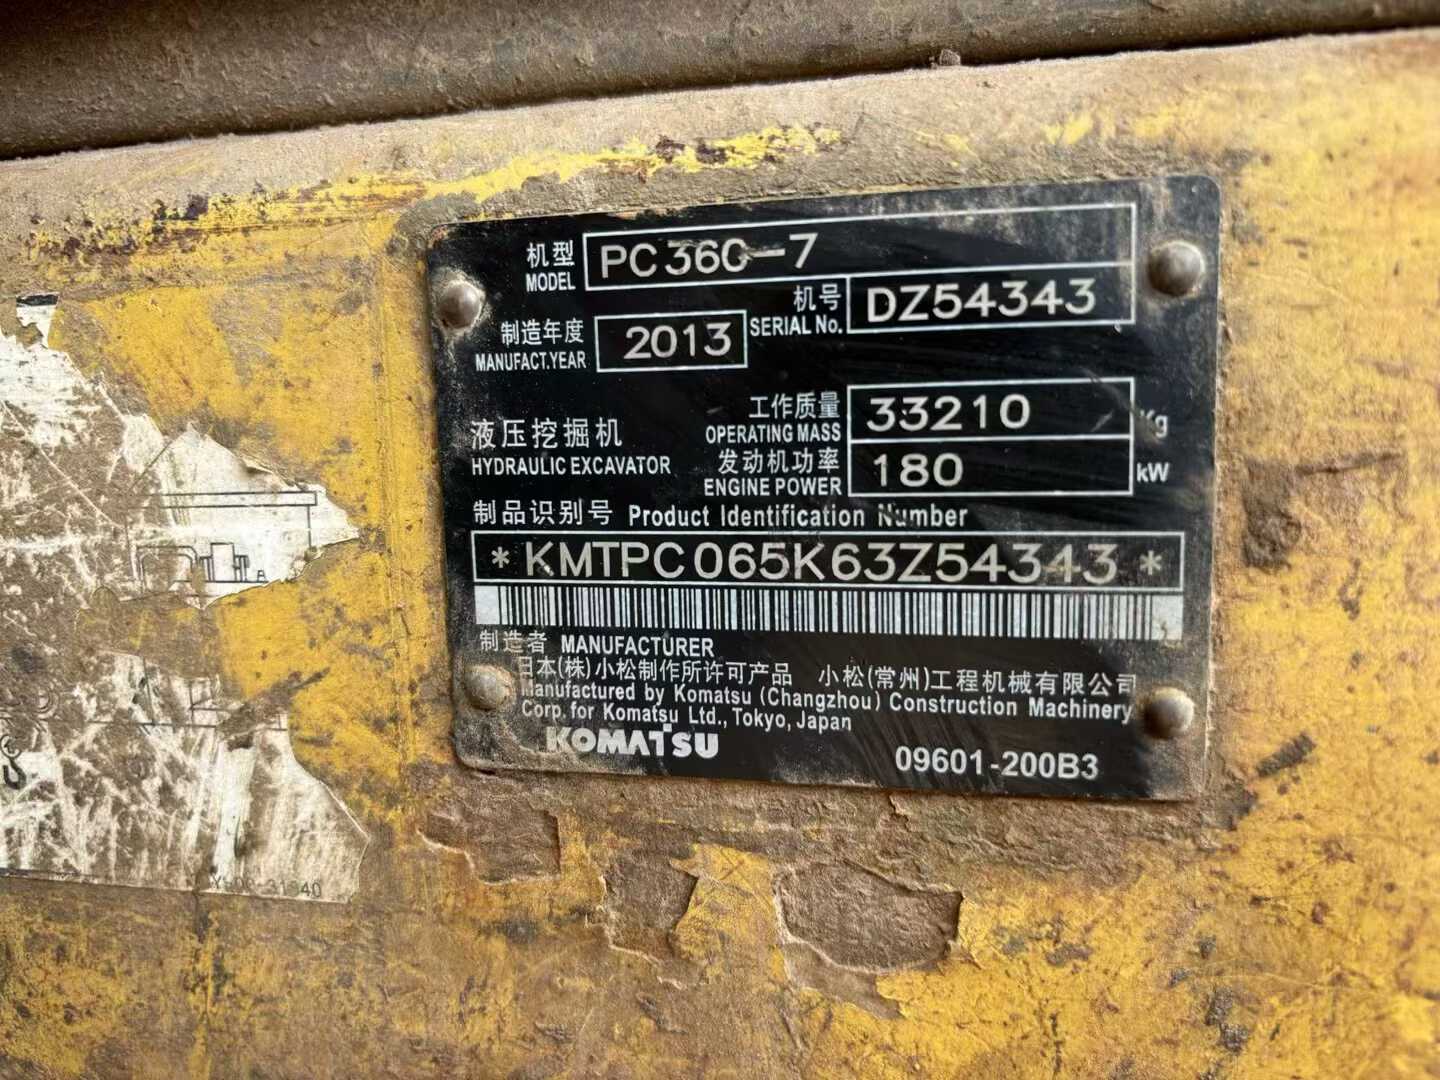 机型 MODEL PC360-7
机号 SERIAL No. DZ54343
制造年度 MANUFACT.YEAR 2013
工作质量 OPERATING MASS 33210 Kg
液压挖掘机 HYDRAULIC EXCAVATOR
发动机功率 ENGINE POWER 180 kW
制品识别号 Product Identification Number
*KMTPC065K63Z54343*
制造者 MANUFACTURER
日本(株)小松制作所许可产品 小松(常州)工程机械有限公司
Manufactured by Komatsu (Changzhou) Construction Machinery
Corp. for Komatsu Ltd., Tokyo, Japan
KOMATSU
09601-200B3